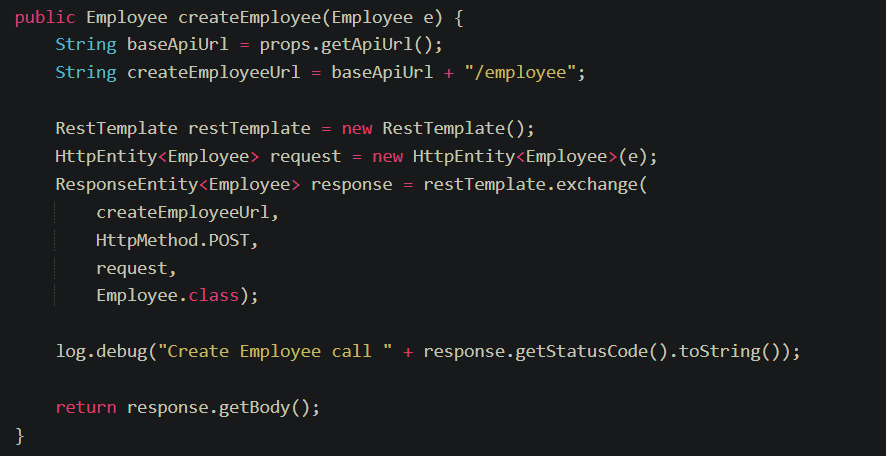 public Employee createEmployee(Employee e) {
    String baseApiUrl = props.getApiUrl();
    String createEmployeeUrl = baseApiUrl + "/employee";

    RestTemplate restTemplate = new RestTemplate();
    HttpEntity<Employee> request = new HttpEntity<Employee>(e);
    ResponseEntity<Employee> response = restTemplate.exchange(
        createEmployeeUrl,
        HttpMethod.POST,
        request,
        Employee.class);

    log.debug("Create Employee call " + response.getStatusCode().toString());

    return response.getBody();
}